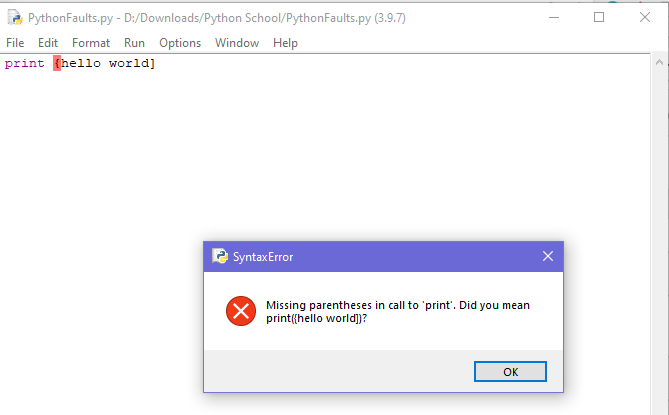 PythonFaults.py - D:/Downloads/Python School/PythonFaults.py (3.9.7)
File Edit Format Run Options Window Help
print {hello world]
SyntaxError
Missing parentheses in call to 'print'. Did you mean
print({hello world])?
OK